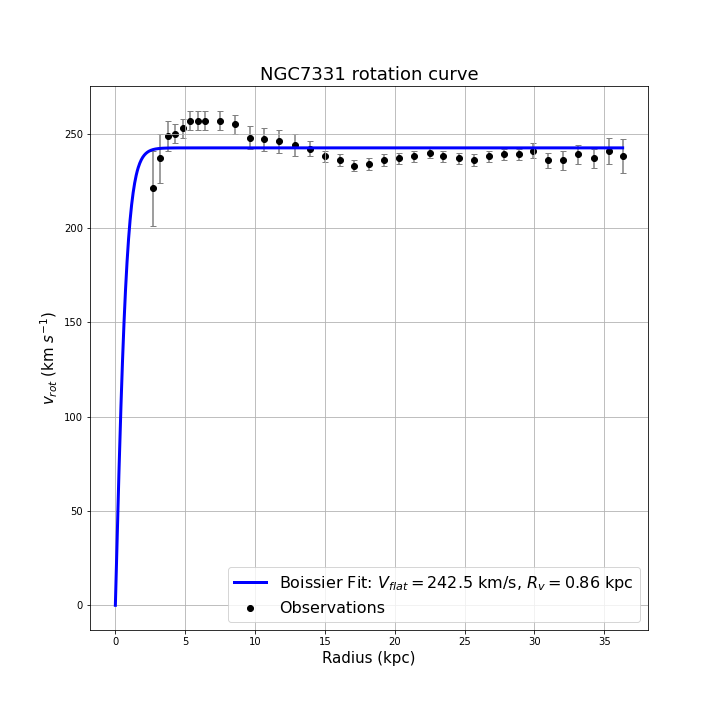 NGC7331 rotation curve
250
200
150
100
50
0
v_rot (km s^−1)
0 5 10 15 20 25 30 35
Radius (kpc)
Boissier Fit: V_flat = 242.5 km/s, R_v = 0.86 kpc
Observations